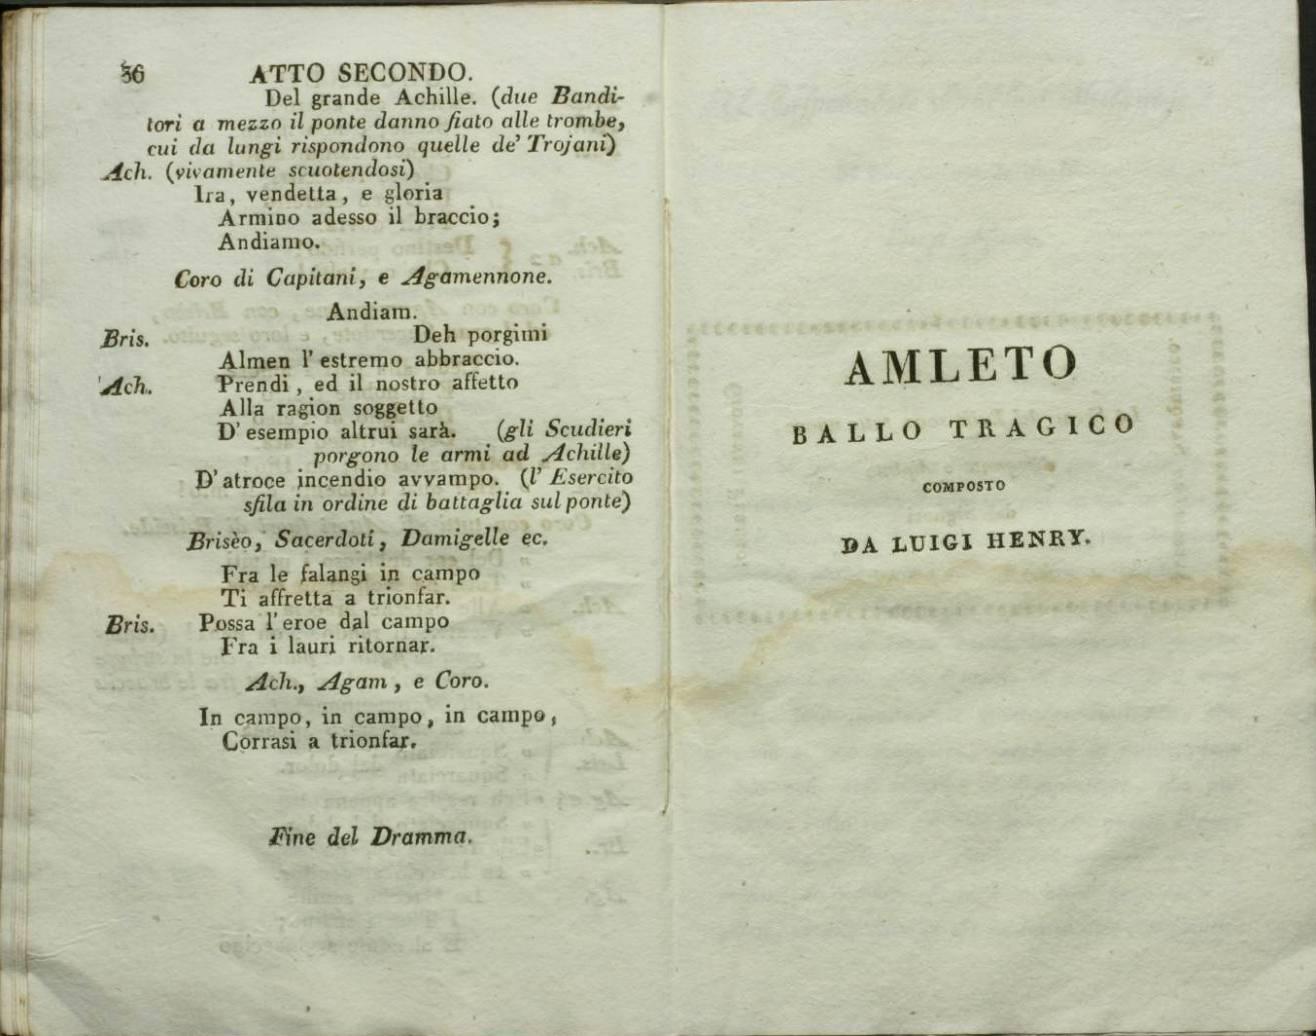 36 ATTO SECONDO.
Del grande Achille. (due Bandi-
tori a mezzo il ponte danno fiato alle trombe,
cui da lungi rispondono quelle de' Trojani)
Ach. (vivamente scuotendosi)
Ira, vendetta, e gloria
Armino adesso il braccio;
Andiamo.
Coro di Capitani, e Agamennone.
Andiam.
Bris. Deh porgimi
Almen l'estremo abbraccio.
Ach. Prendi, ed il nostro affetto
Alla ragion soggetto
D'esempio altrui sarà. (gli Scudieri
porgono le armi ad Achille)
D'atroce incendio avvampo. (l'Esercito
sfila in ordine di battaglia sul ponte)
Brisèo, Sacerdoti, Damigelle ec.
Fra le falangi in campo
Ti affretta a trionfar.
Bris. Possa l'eroe dal campo
Fra i lauri ritornar.
Ach., Agam, e Coro.
In campo, in campo, in campo,
Corrasi a trionfar.
Fine del Dramma.
AMLETO
BALLO TRAGICO
COMPOSTO
DA LUIGI HENRY.